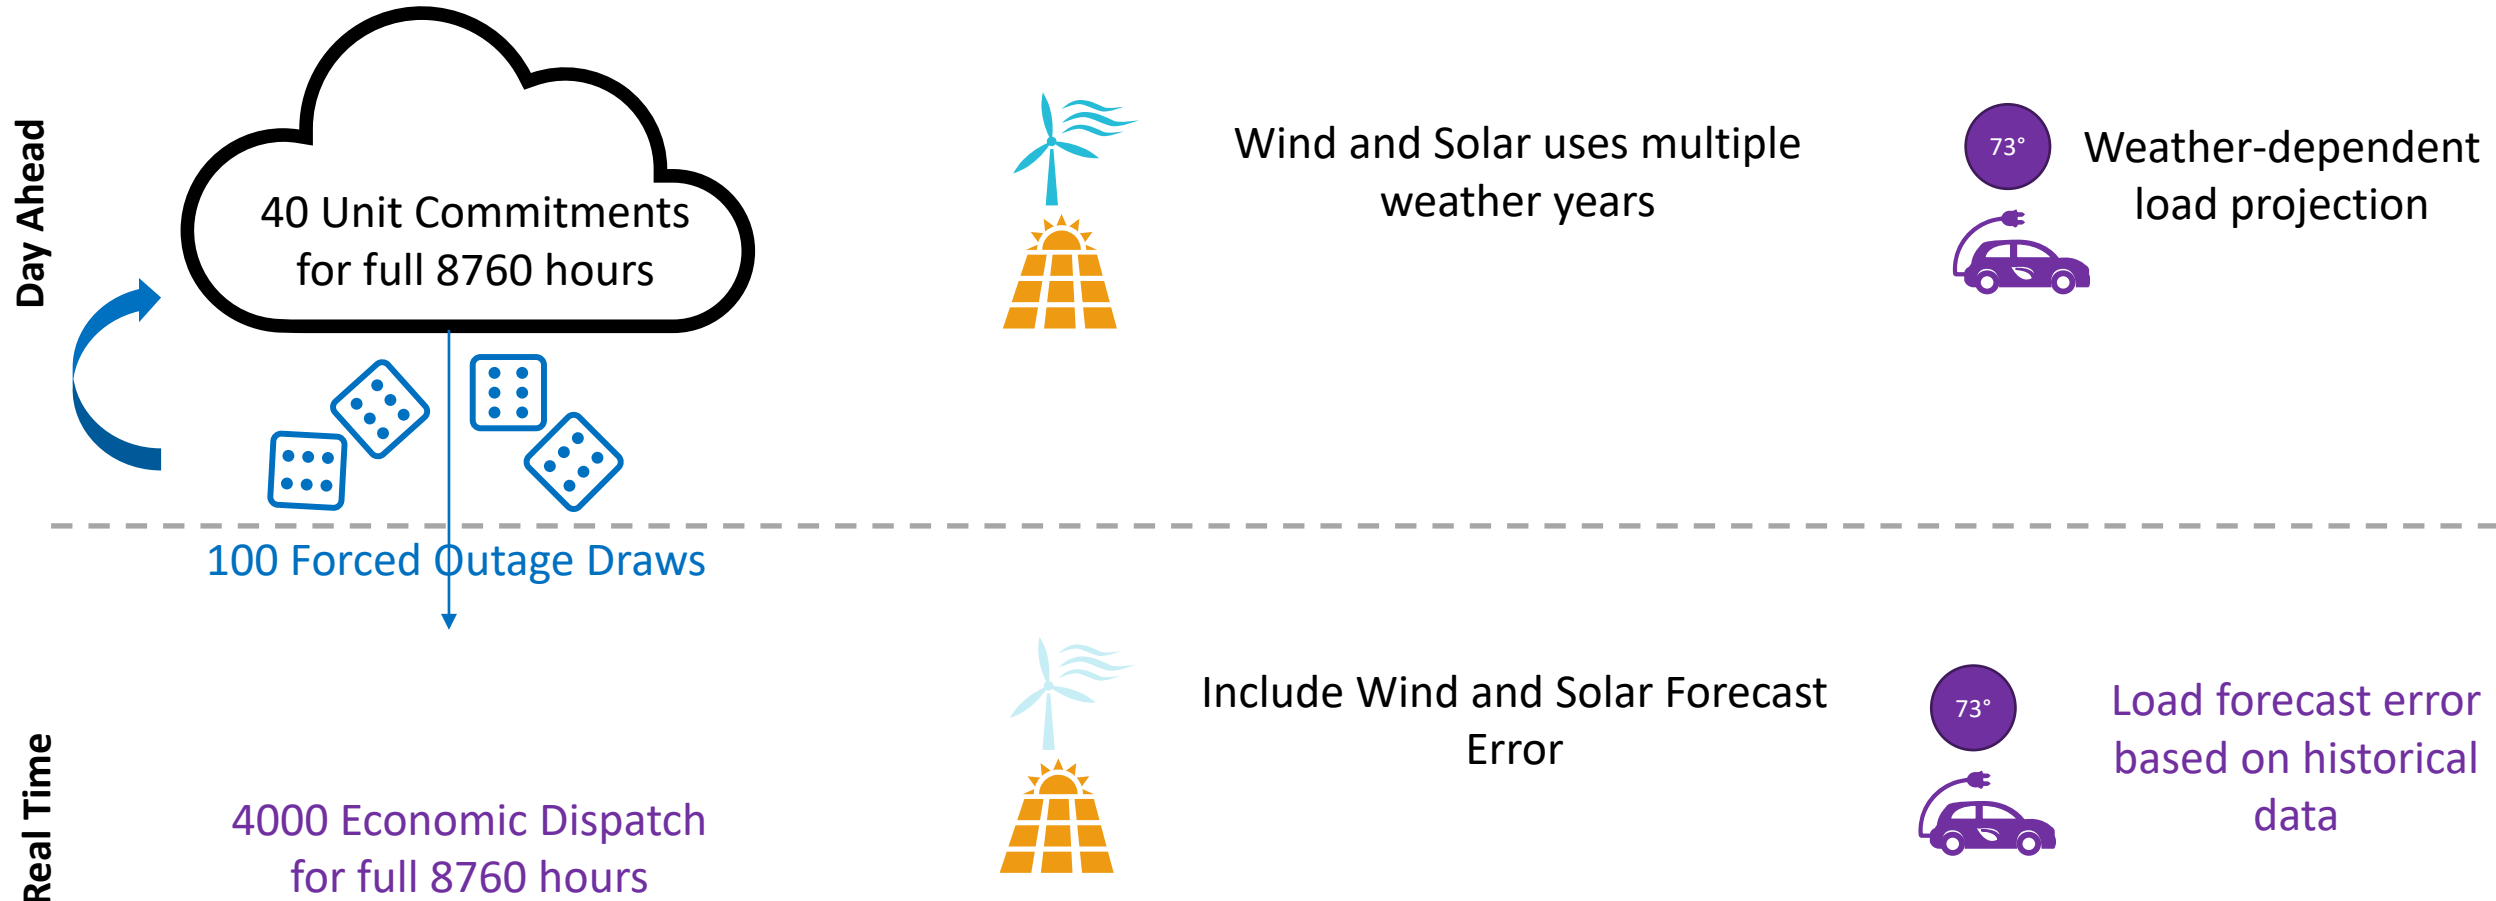 Day Ahead
40 Unit Commitments
for full 8760 hours
Wind and Solar uses multiple
weather years
73°
Weather-dependent
load projection
100 Forced Outage Draws
Real Time
4000 Economic Dispatch
for full 8760 hours
Include Wind and Solar Forecast
Error
73°
Load forecast error
based on historical
data